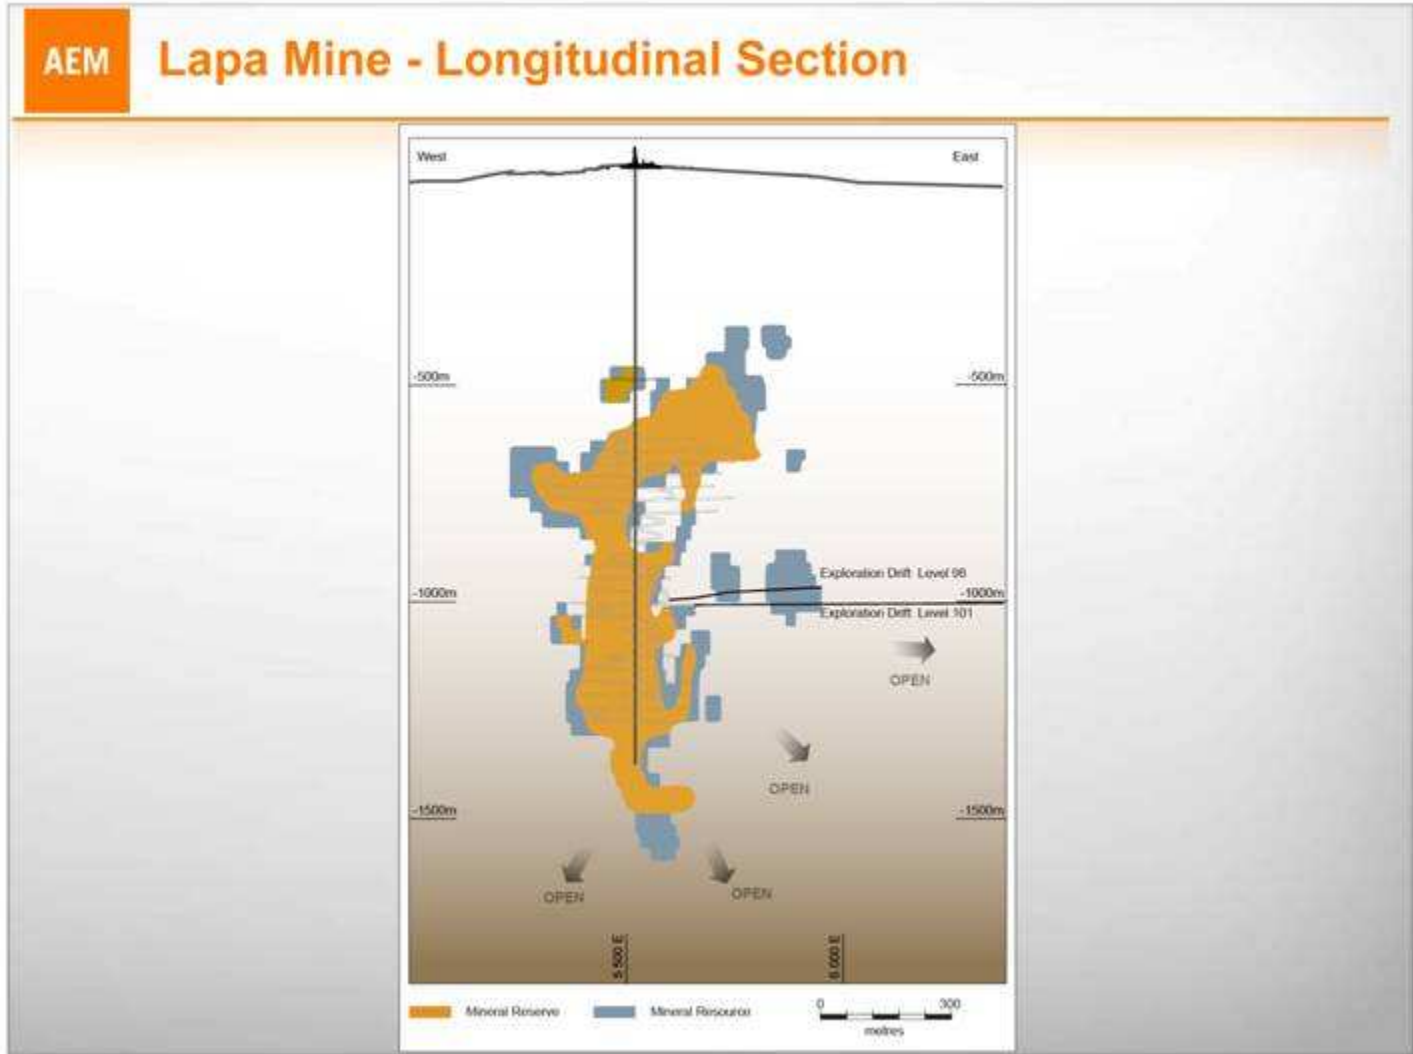 AEM
Lapa Mine - Longitudinal Section
West
East
-500m
-500m
Exploration Drift Level 98
-1000m
-1000m
Exploration Drift Level 101
OPEN
OPEN
-1500m
-1500m
OPEN
OPEN
5 500 E
6 000 E
Mineral Reserve
Mineral Resource
0
300
metres